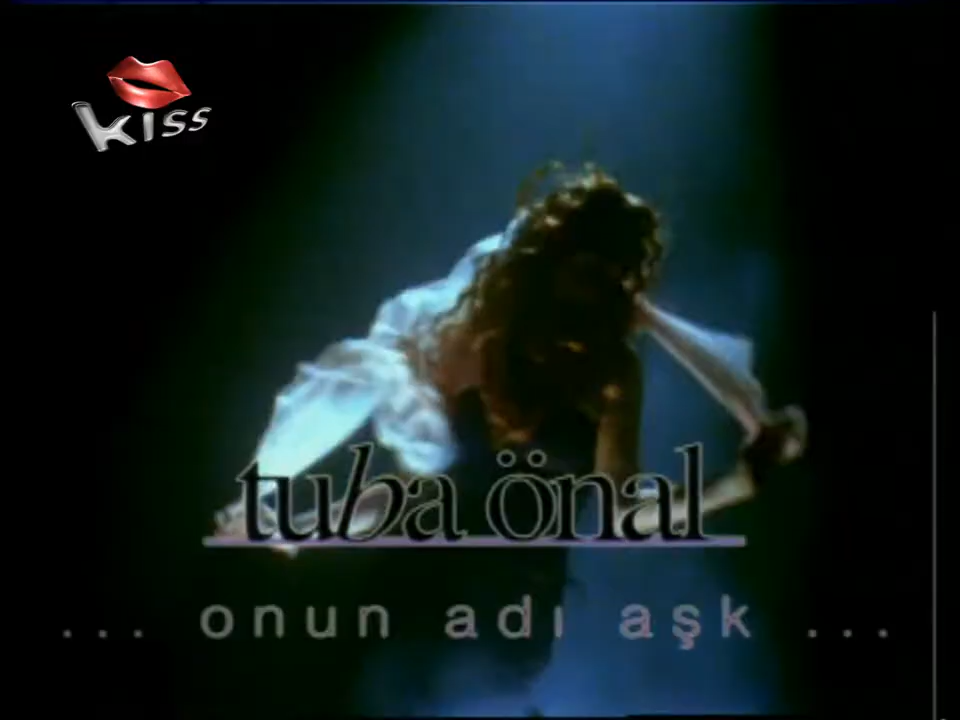 kiss
tuba önal
... onun adı aşk ...